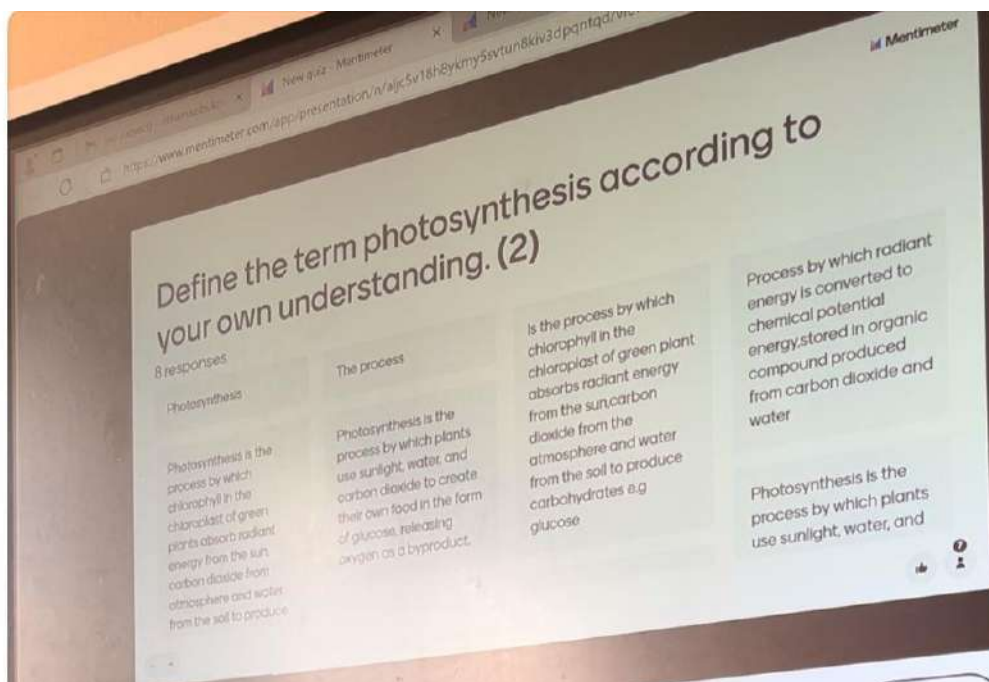 New quiz - Mentimeter
Mentimeter
Define the term photosynthesis according to
your own understanding. (2)
8 responses
Photosynthesis
Photosynthesis is the
process by which
chlorophyll in the
chloroplast of green
plants absorb radiant
energy from the sun,
carbon dioxide from
atmosphere and water
from the soil to produce
The process
Photosynthesis is the
process by which plants
use sunlight, water, and
carbon dioxide to create
their own food in the form
of glucose, releasing
oxygen as a byproduct.
Is the process by which
chlorophyll in the
chloroplast of green plant
absorbs radiant energy
from the sun,carbon
dioxide from the
atmosphere and water
from the soil to produce
carbohydrates e.g
glucose
Process by which radiant
energy is converted to
chemical potential
energy,stored in organic
compound produced
from carbon dioxide and
water
Photosynthesis is the
process by which plants
use sunlight, water, and